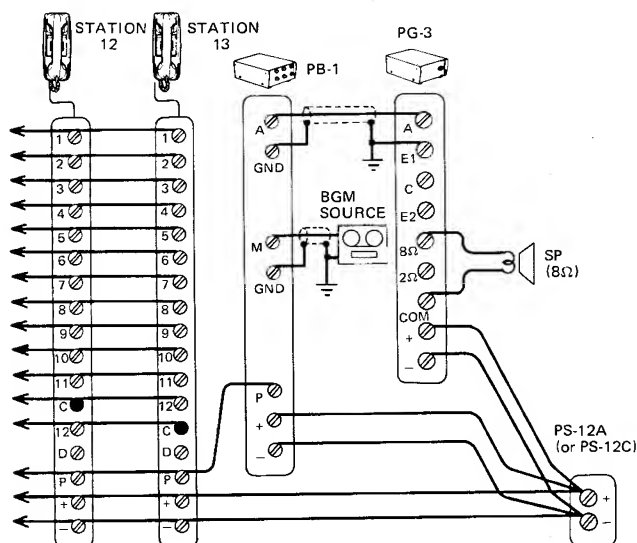 STATION 12
STATION 13
PB-1
PG-3
1
2
3
4
5
6
7
8
9
10
11
C
12
D
P
+
−
1
2
3
4
5
6
7
8
9
10
11
12
C
D
P
+
−
A
GND
M
GND
P
+
−
BGM
SOURCE
A
E1
C
E2
8Ω
2Ω
COM
+
−
SP
(8Ω)
PS-12A
(or PS-12C)
+
−